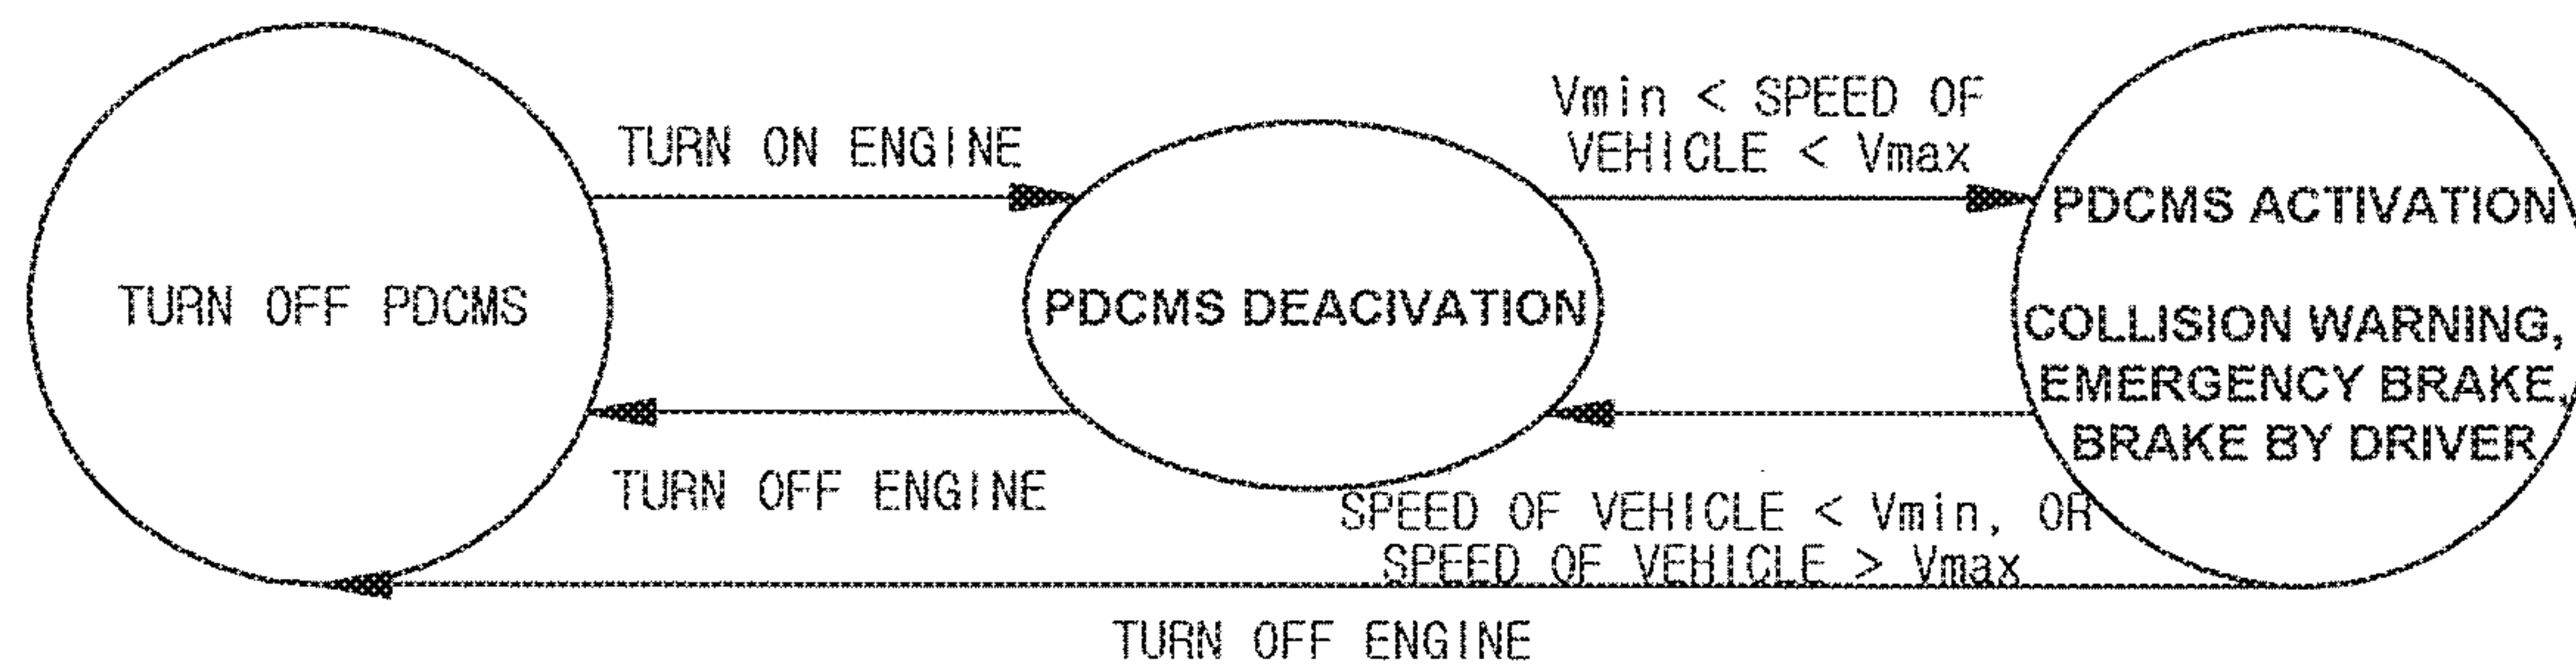 TURN OFF PDCMS
TURN ON ENGINE
TURN OFF ENGINE
PDCMS DEACIVATION
Vmin < SPEED OF
VEHICLE < Vmax
SPEED OF VEHICLE < Vmin, OR
SPEED OF VEHICLE > Vmax
PDCMS ACTIVATION
COLLISION WARNING,
EMERGENCY BRAKE,
BRAKE BY DRIVER
TURN OFF ENGINE